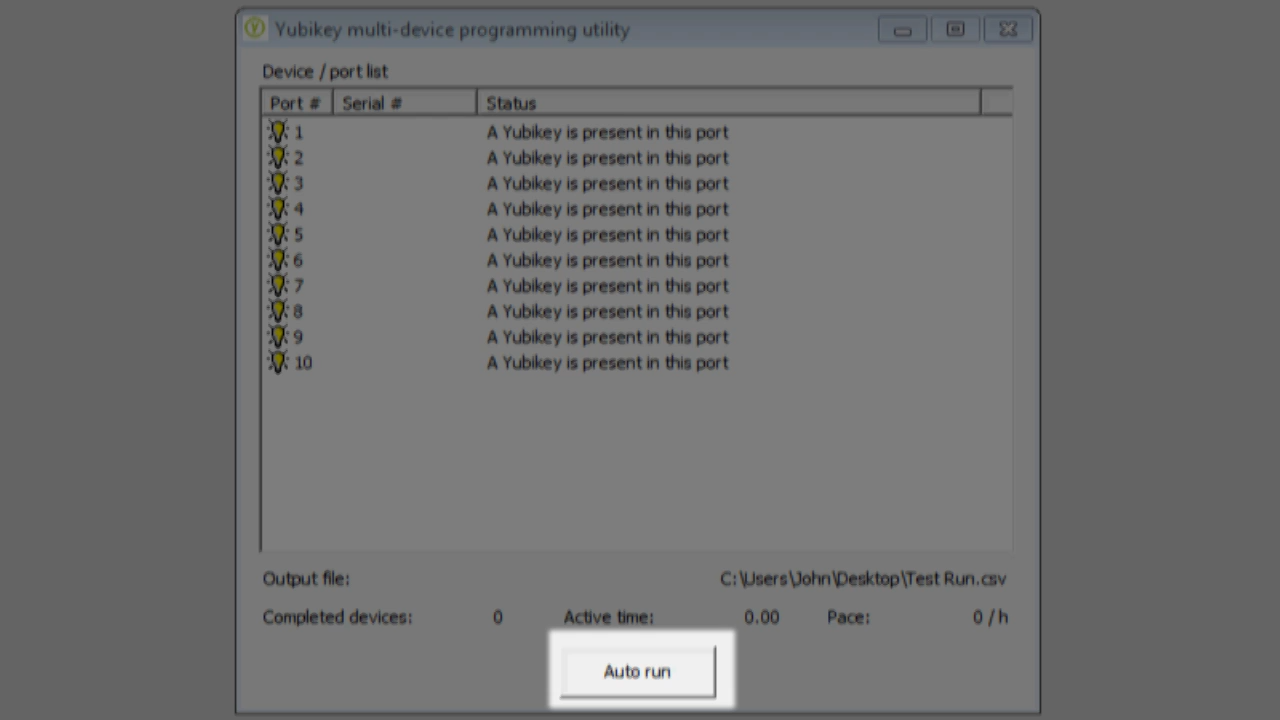 Yubikey multi-device programming utility
Device / port list
Port # Serial # Status
1 A Yubikey is present in this port
2 A Yubikey is present in this port
3 A Yubikey is present in this port
4 A Yubikey is present in this port
5 A Yubikey is present in this port
6 A Yubikey is present in this port
7 A Yubikey is present in this port
8 A Yubikey is present in this port
9 A Yubikey is present in this port
10 A Yubikey is present in this port
Output file: C:\Users\John\Desktop\Test Run.csv
Completed devices: 0 Active time: 0.00 Pace: 0 / h
Auto run